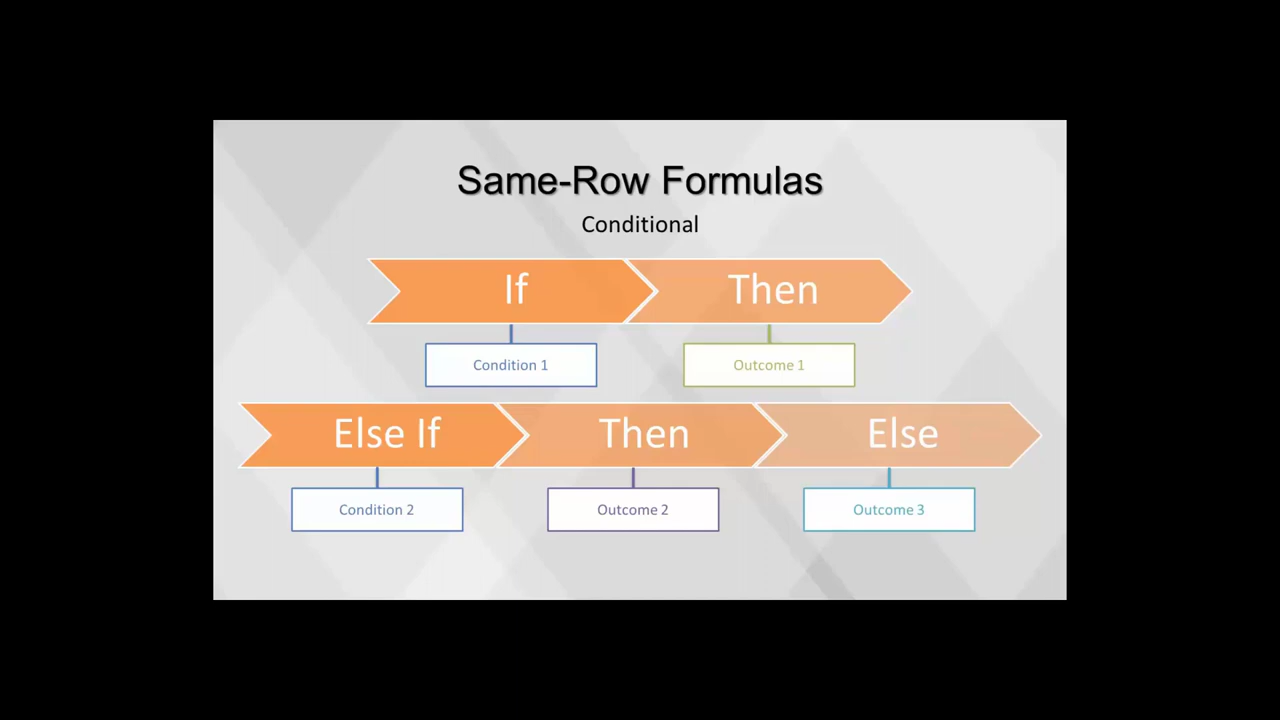 Same-Row Formulas
Conditional
If Then
Condition 1 Outcome 1
Else If Then Else
Condition 2 Outcome 2 Outcome 3